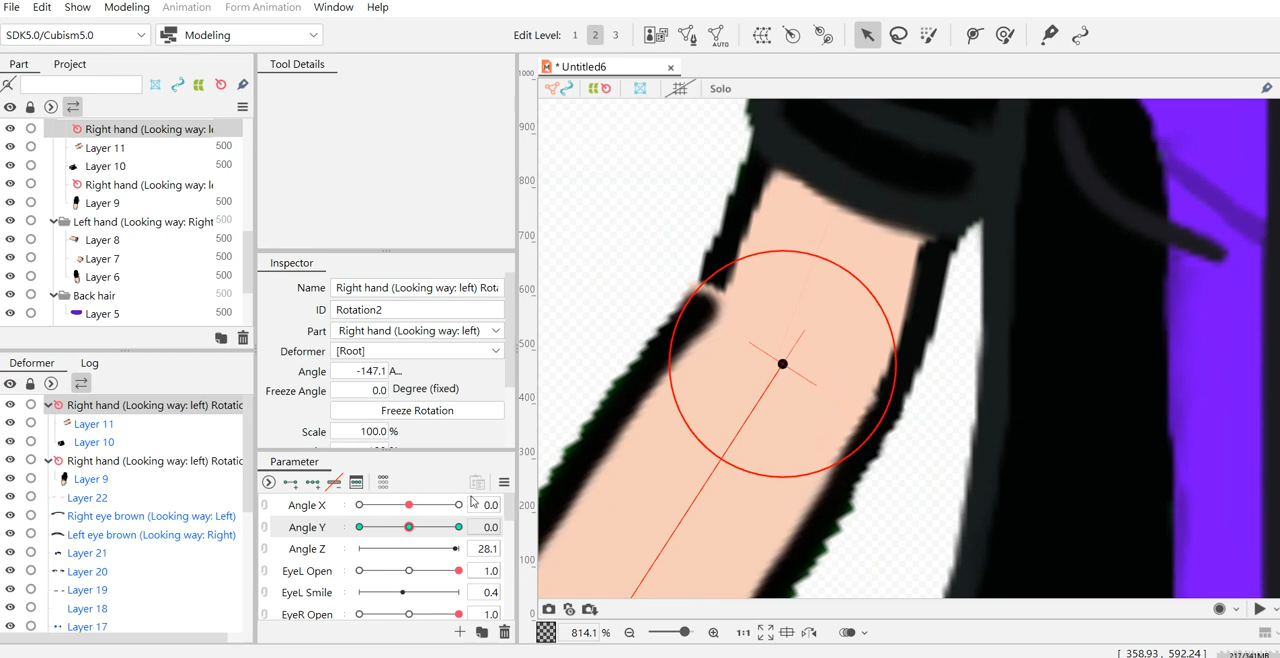 File Edit Show Modeling Animation Form Animation Window Help
SDK5.0/Cubism5.0 Modeling Edit Level: 1 2 3 AUTO
Part Project
Right hand (Looking way: le
Layer 11 500
Layer 10 500
Right hand (Looking way: le
Layer 9 500
Left hand (Looking way: Right 500
Layer 8 500
Layer 7 500
Layer 6 500
Back hair 500
Layer 5 500
Deformer Log
Right hand (Looking way: left) Rotatic
Layer 11
Layer 10
Right hand (Looking way: left) Rotatic
Layer 9
Layer 22
Right eye brown (Looking Way: Left)
Left eye brown (Looking Way: Right)
Layer 21
Layer 20
Layer 19
Layer 18
Layer 17
Tool Details
Inspector
Name Right hand (Looking way: left) Rota
ID Rotation2
Part Right hand (Looking way: left)
Deformer [Root]
Angle -147.1 A...
Freeze Angle 0.0 Degree (fixed)
Freeze Rotation
Scale 100.0 %
Parameter
Angle X 0.0
Angle Y 0.0
Angle Z 28.1
EyeL Open 1.0
EyeL Smile 0.4
EyeR Open 1.0
* Untitled6
Solo
1000
900
800
700
600
500
400
300
200
100
0
814.1 % 1:1
[ 358.93 , 592.24 ] 217/341MB